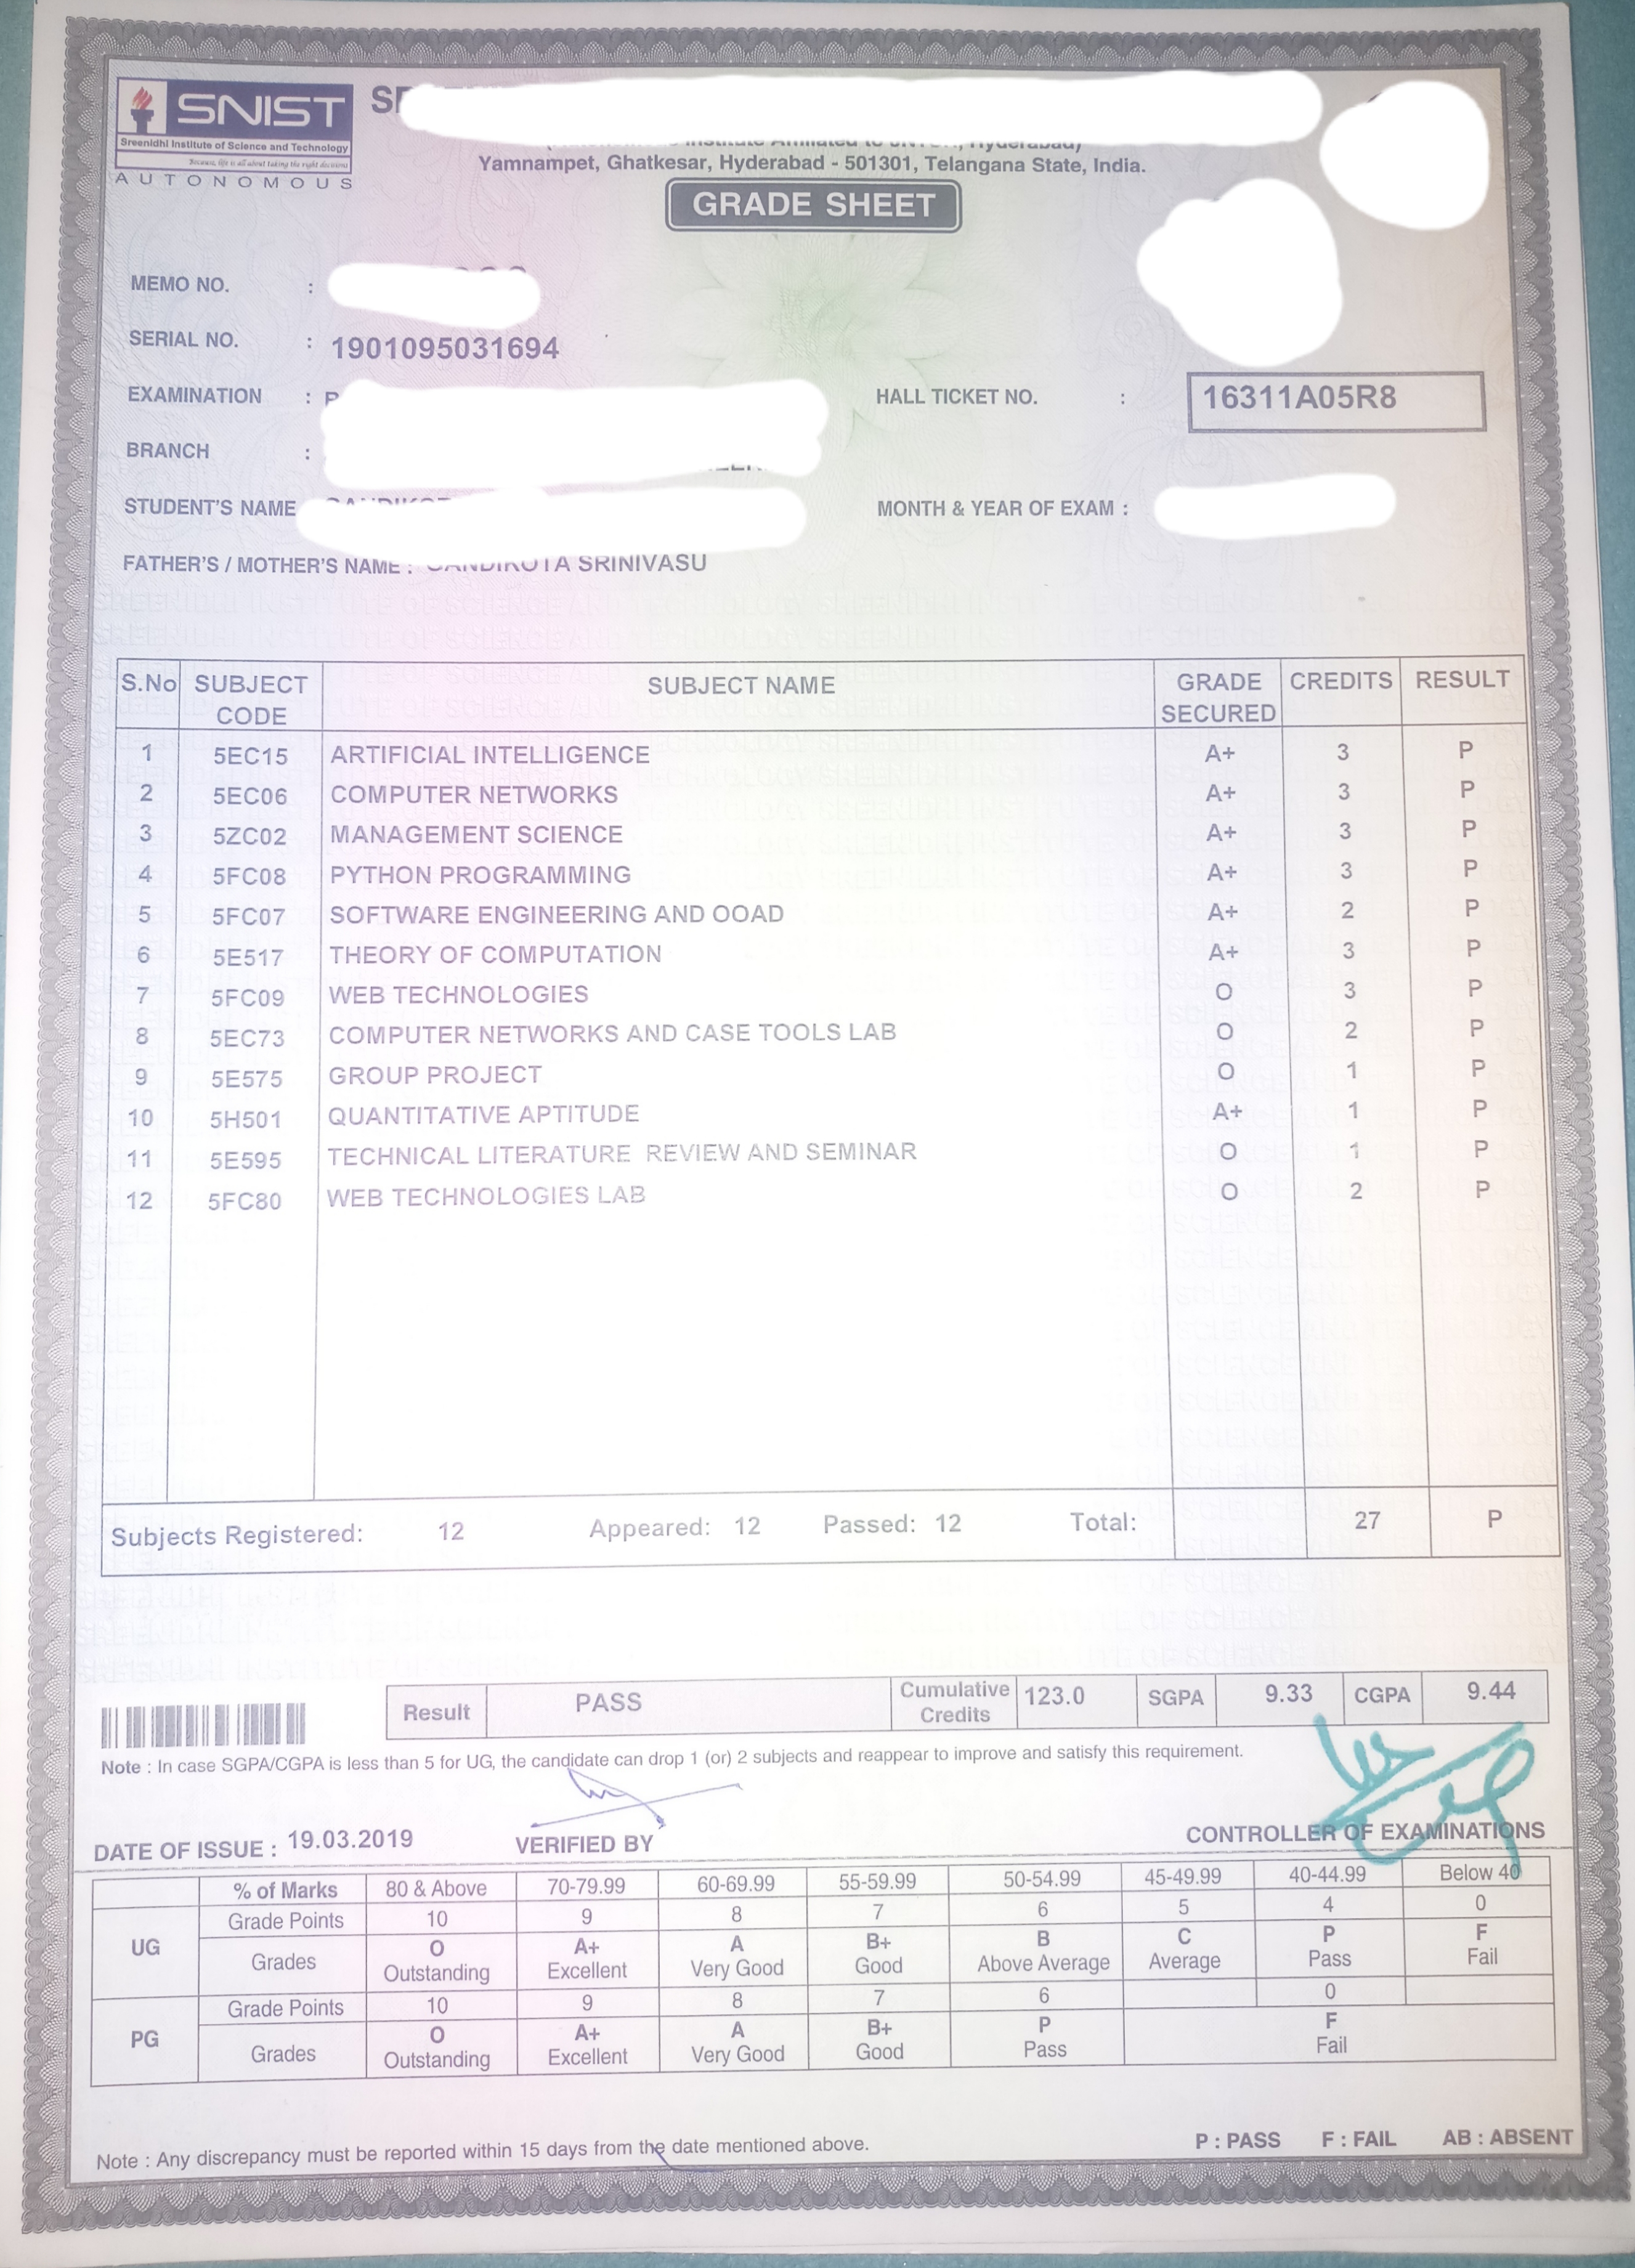 SNIST
Sreenidhi Institute of Science and Technology
Because, life is all about taking the right decisions
AUTONOMOUS
Yamnampet, Ghatkesar, Hyderabad - 501301, Telangana State, India.
GRADE SHEET
MEMO NO. :
SERIAL NO. : 1901095031694
EXAMINATION :
HALL TICKET NO. : 16311A05R8
BRANCH :
STUDENT'S NAME
MONTH & YEAR OF EXAM :
FATHER'S / MOTHER'S NAME : SRINIVASU
S.No SUBJECT CODE SUBJECT NAME GRADE SECURED CREDITS RESULT
1 5EC15 ARTIFICIAL INTELLIGENCE A+ 3 P
2 5EC06 COMPUTER NETWORKS A+ 3 P
3 5ZC02 MANAGEMENT SCIENCE A+ 3 P
4 5FC08 PYTHON PROGRAMMING A+ 3 P
5 5FC07 SOFTWARE ENGINEERING AND OOAD A+ 2 P
6 5E517 THEORY OF COMPUTATION A+ 3 P
7 5FC09 WEB TECHNOLOGIES O 3 P
8 5EC73 COMPUTER NETWORKS AND CASE TOOLS LAB O 2 P
9 5E575 GROUP PROJECT O 1 P
10 5H501 QUANTITATIVE APTITUDE A+ 1 P
11 5E595 TECHNICAL LITERATURE REVIEW AND SEMINAR O 1 P
12 5FC80 WEB TECHNOLOGIES LAB O 2 P
Subjects Registered: 12 Appeared: 12 Passed: 12 Total: 27 P
Result PASS Cumulative Credits 123.0 SGPA 9.33 CGPA 9.44
Note : In case SGPA/CGPA is less than 5 for UG, the candidate can drop 1 (or) 2 subjects and reappear to improve and satisfy this requirement.
DATE OF ISSUE : 19.03.2019 VERIFIED BY CONTROLLER OF EXAMINATIONS
% of Marks 80 & Above 70-79.99 60-69.99 55-59.99 50-54.99 45-49.99 40-44.99 Below 40
UG
Grade Points 10 9 8 7 6 5 4 0
Grades O A+ A B+ B C P F
Outstanding Excellent Very Good Good Above Average Average Pass Fail
PG
Grade Points 10 9 8 7 6 0
Grades O A+ A B+ P F
Outstanding Excellent Very Good Good Pass Fail
Note : Any discrepancy must be reported within 15 days from the date mentioned above.
P : PASS F : FAIL AB : ABSENT